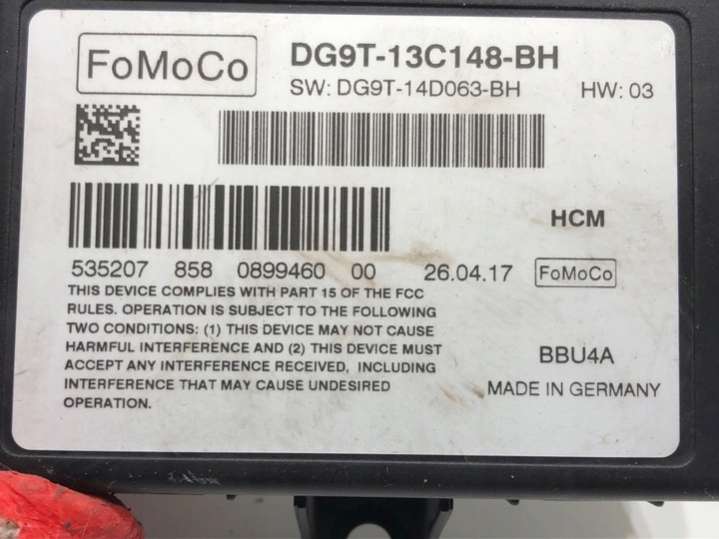 FoMoCo
DG9T-13C148-BH
SW: DG9T-14D063-BH HW: 03
HCM
535207 858 0899460 00 26.04.17 FoMoCo
THIS DEVICE COMPLIES WITH PART 15 OF THE FCC
RULES. OPERATION IS SUBJECT TO THE FOLLOWING
TWO CONDITIONS: (1) THIS DEVICE MAY NOT CAUSE
HARMFUL INTERFERENCE AND (2) THIS DEVICE MUST
ACCEPT ANY INTERFERENCE RECEIVED, INCLUDING
INTERFERENCE THAT MAY CAUSE UNDESIRED
OPERATION.
BBU4A
MADE IN GERMANY